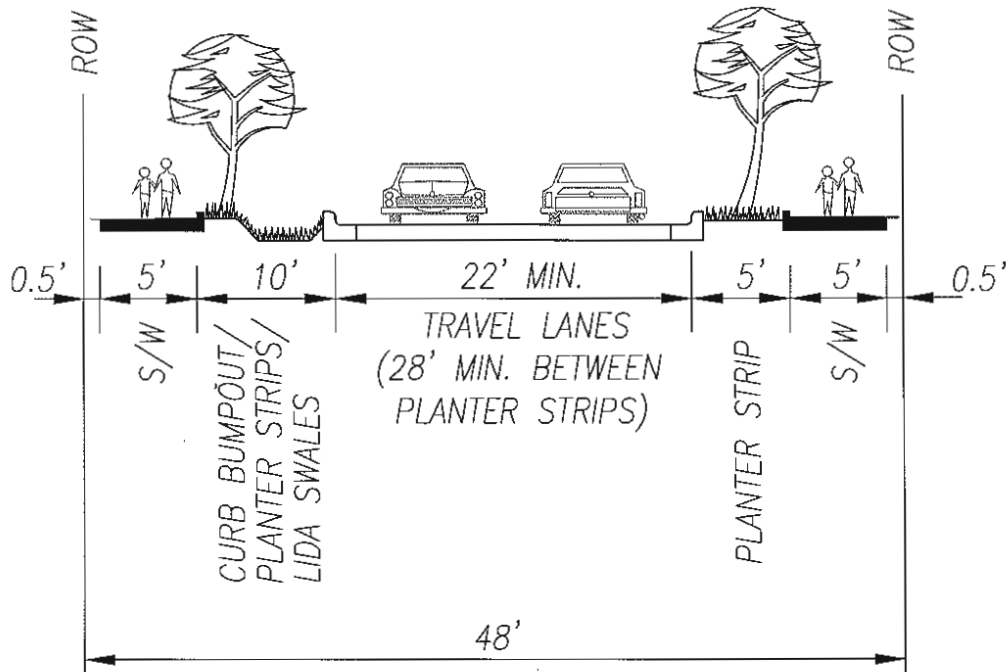 ROW
ROW
0.5'
5'
10'
22' MIN.
5'
5'
0.5'
S/W
CURB BUMPOUT/
PLANTER STRIPS/
LIDA SWALES
TRAVEL LANES
(28' MIN. BETWEEN
PLANTER STRIPS)
PLANTER STRIP
S/W
48'